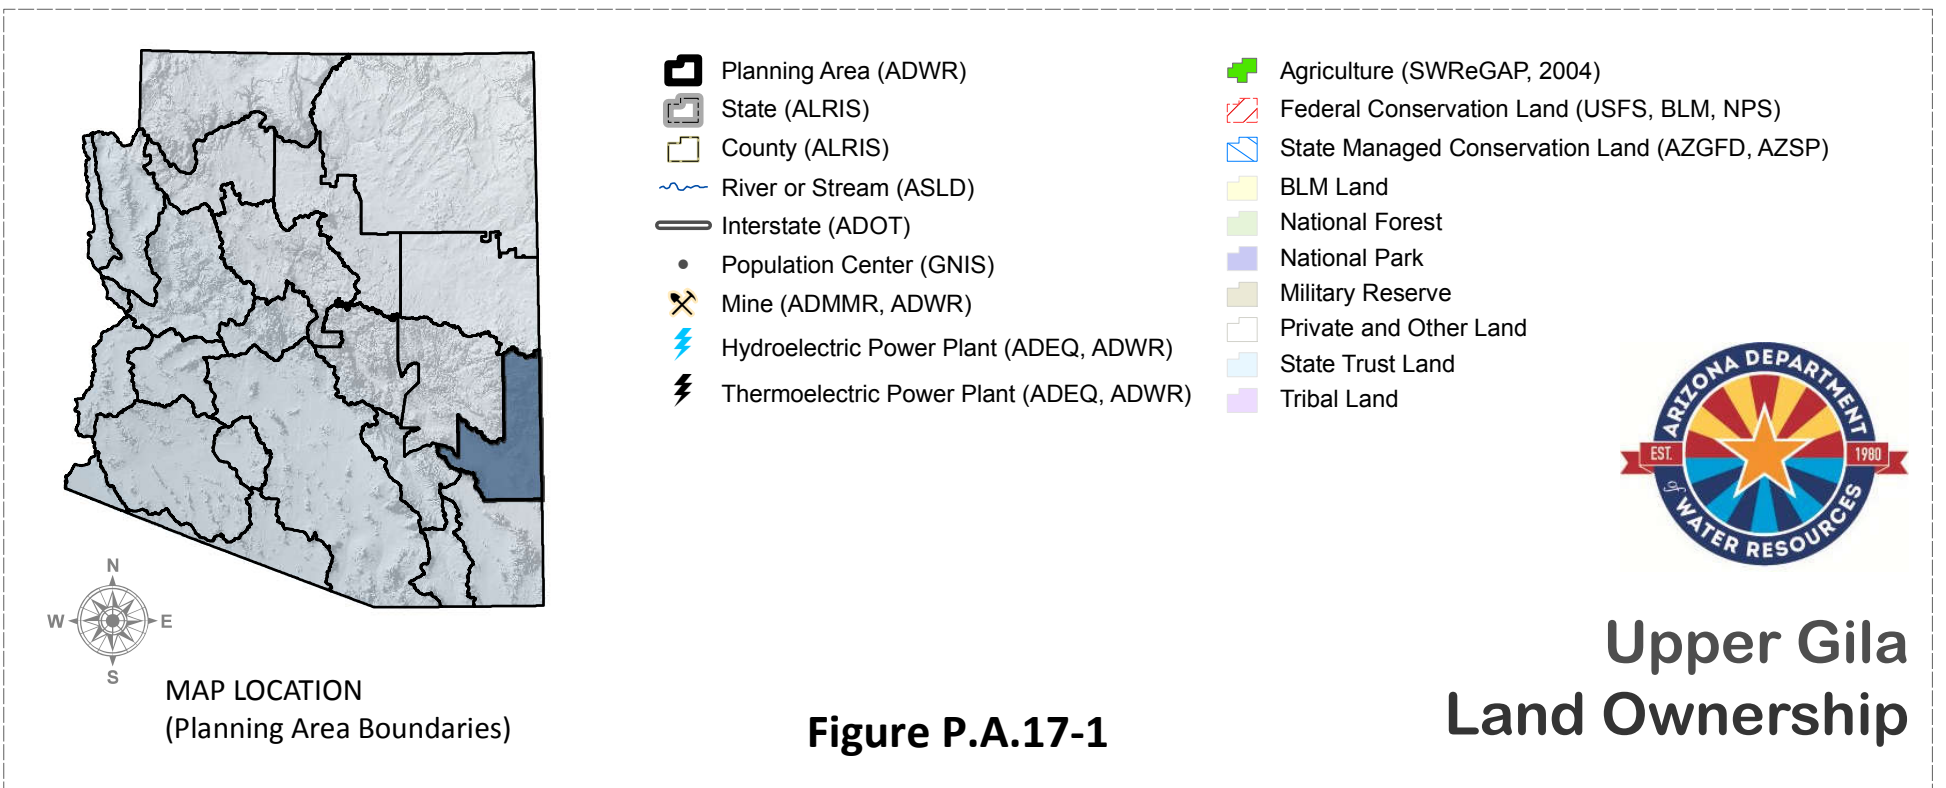 Planning Area (ADWR)
State (ALRIS)
County (ALRIS)
River or Stream (ASLD)
Interstate (ADOT)
Population Center (GNIS)
Mine (ADMMR, ADWR)
Hydroelectric Power Plant (ADEQ, ADWR)
Thermoelectric Power Plant (ADEQ, ADWR)
Agriculture (SWReGAP, 2004)
Federal Conservation Land (USFS, BLM, NPS)
State Managed Conservation Land (AZGFD, AZSP)
BLM Land
National Forest
National Park
Military Reserve
Private and Other Land
State Trust Land
Tribal Land
ARIZONA DEPARTMENT
EST. 1980
of WATER RESOURCES
N
W E
S
MAP LOCATION
(Planning Area Boundaries)
Figure P.A.17-1
Upper Gila
Land Ownership